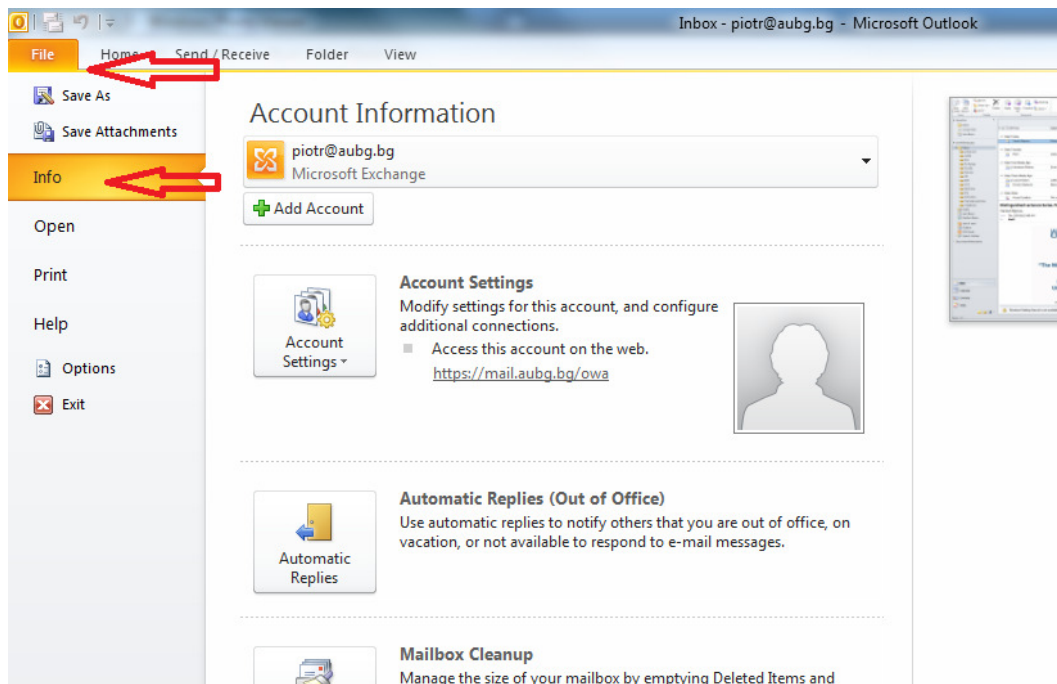 Inbox - piotr@aubg.bg - Microsoft Outlook
File Home Send / Receive Folder View
Save As
Save Attachments
Info
Open
Print
Help
Options
Exit
Account Information
piotr@aubg.bg
Microsoft Exchange
Add Account
Account Settings
Account Settings
Modify settings for this account, and configure
additional connections.
Access this account on the web.
https://mail.aubg.bg/owa
Automatic Replies
Automatic Replies (Out of Office)
Use automatic replies to notify others that you are out of office, on
vacation, or not available to respond to e-mail messages.
Mailbox Cleanup
Manage the size of your mailbox by emptying Deleted Items and